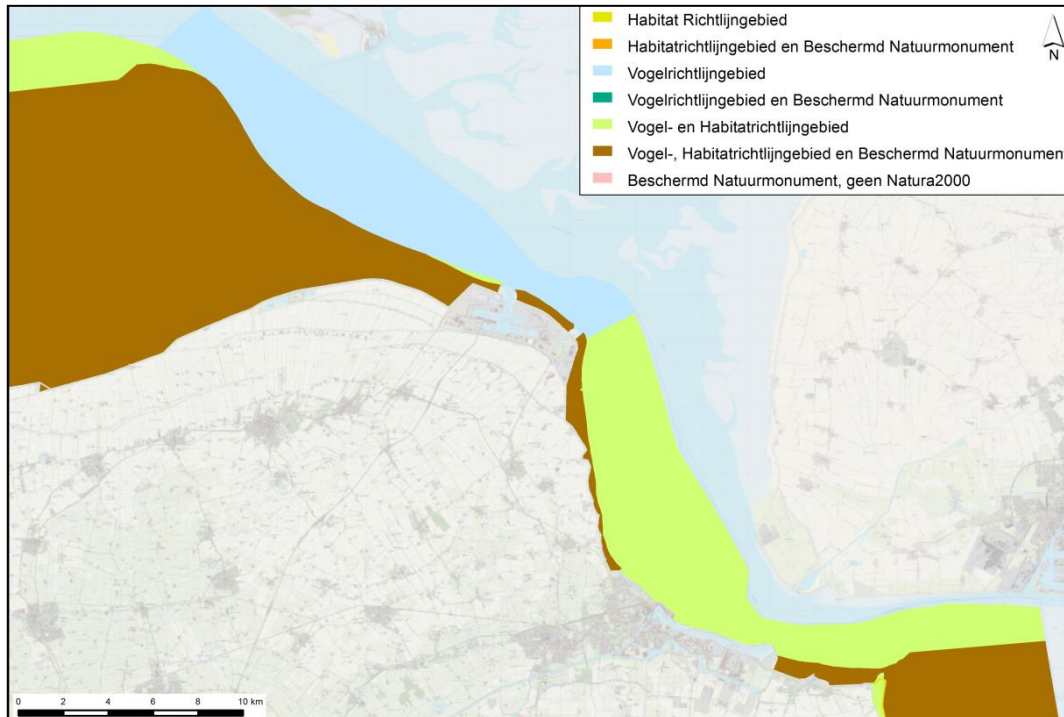 Habitat Richtlijngebied
Habitatrichtlijngebied en Beschermd Natuurmonument
Vogelrichtlijngebied
Vogelrichtlijngebied en Beschermd Natuurmonument
Vogel- en Habitatrichtlijngebied
Vogel-, Habitatrichtlijngebied en Beschermd Natuurmonument
Beschermd Natuurmonument, geen Natura2000
N
0 2 4 6 8 10 km